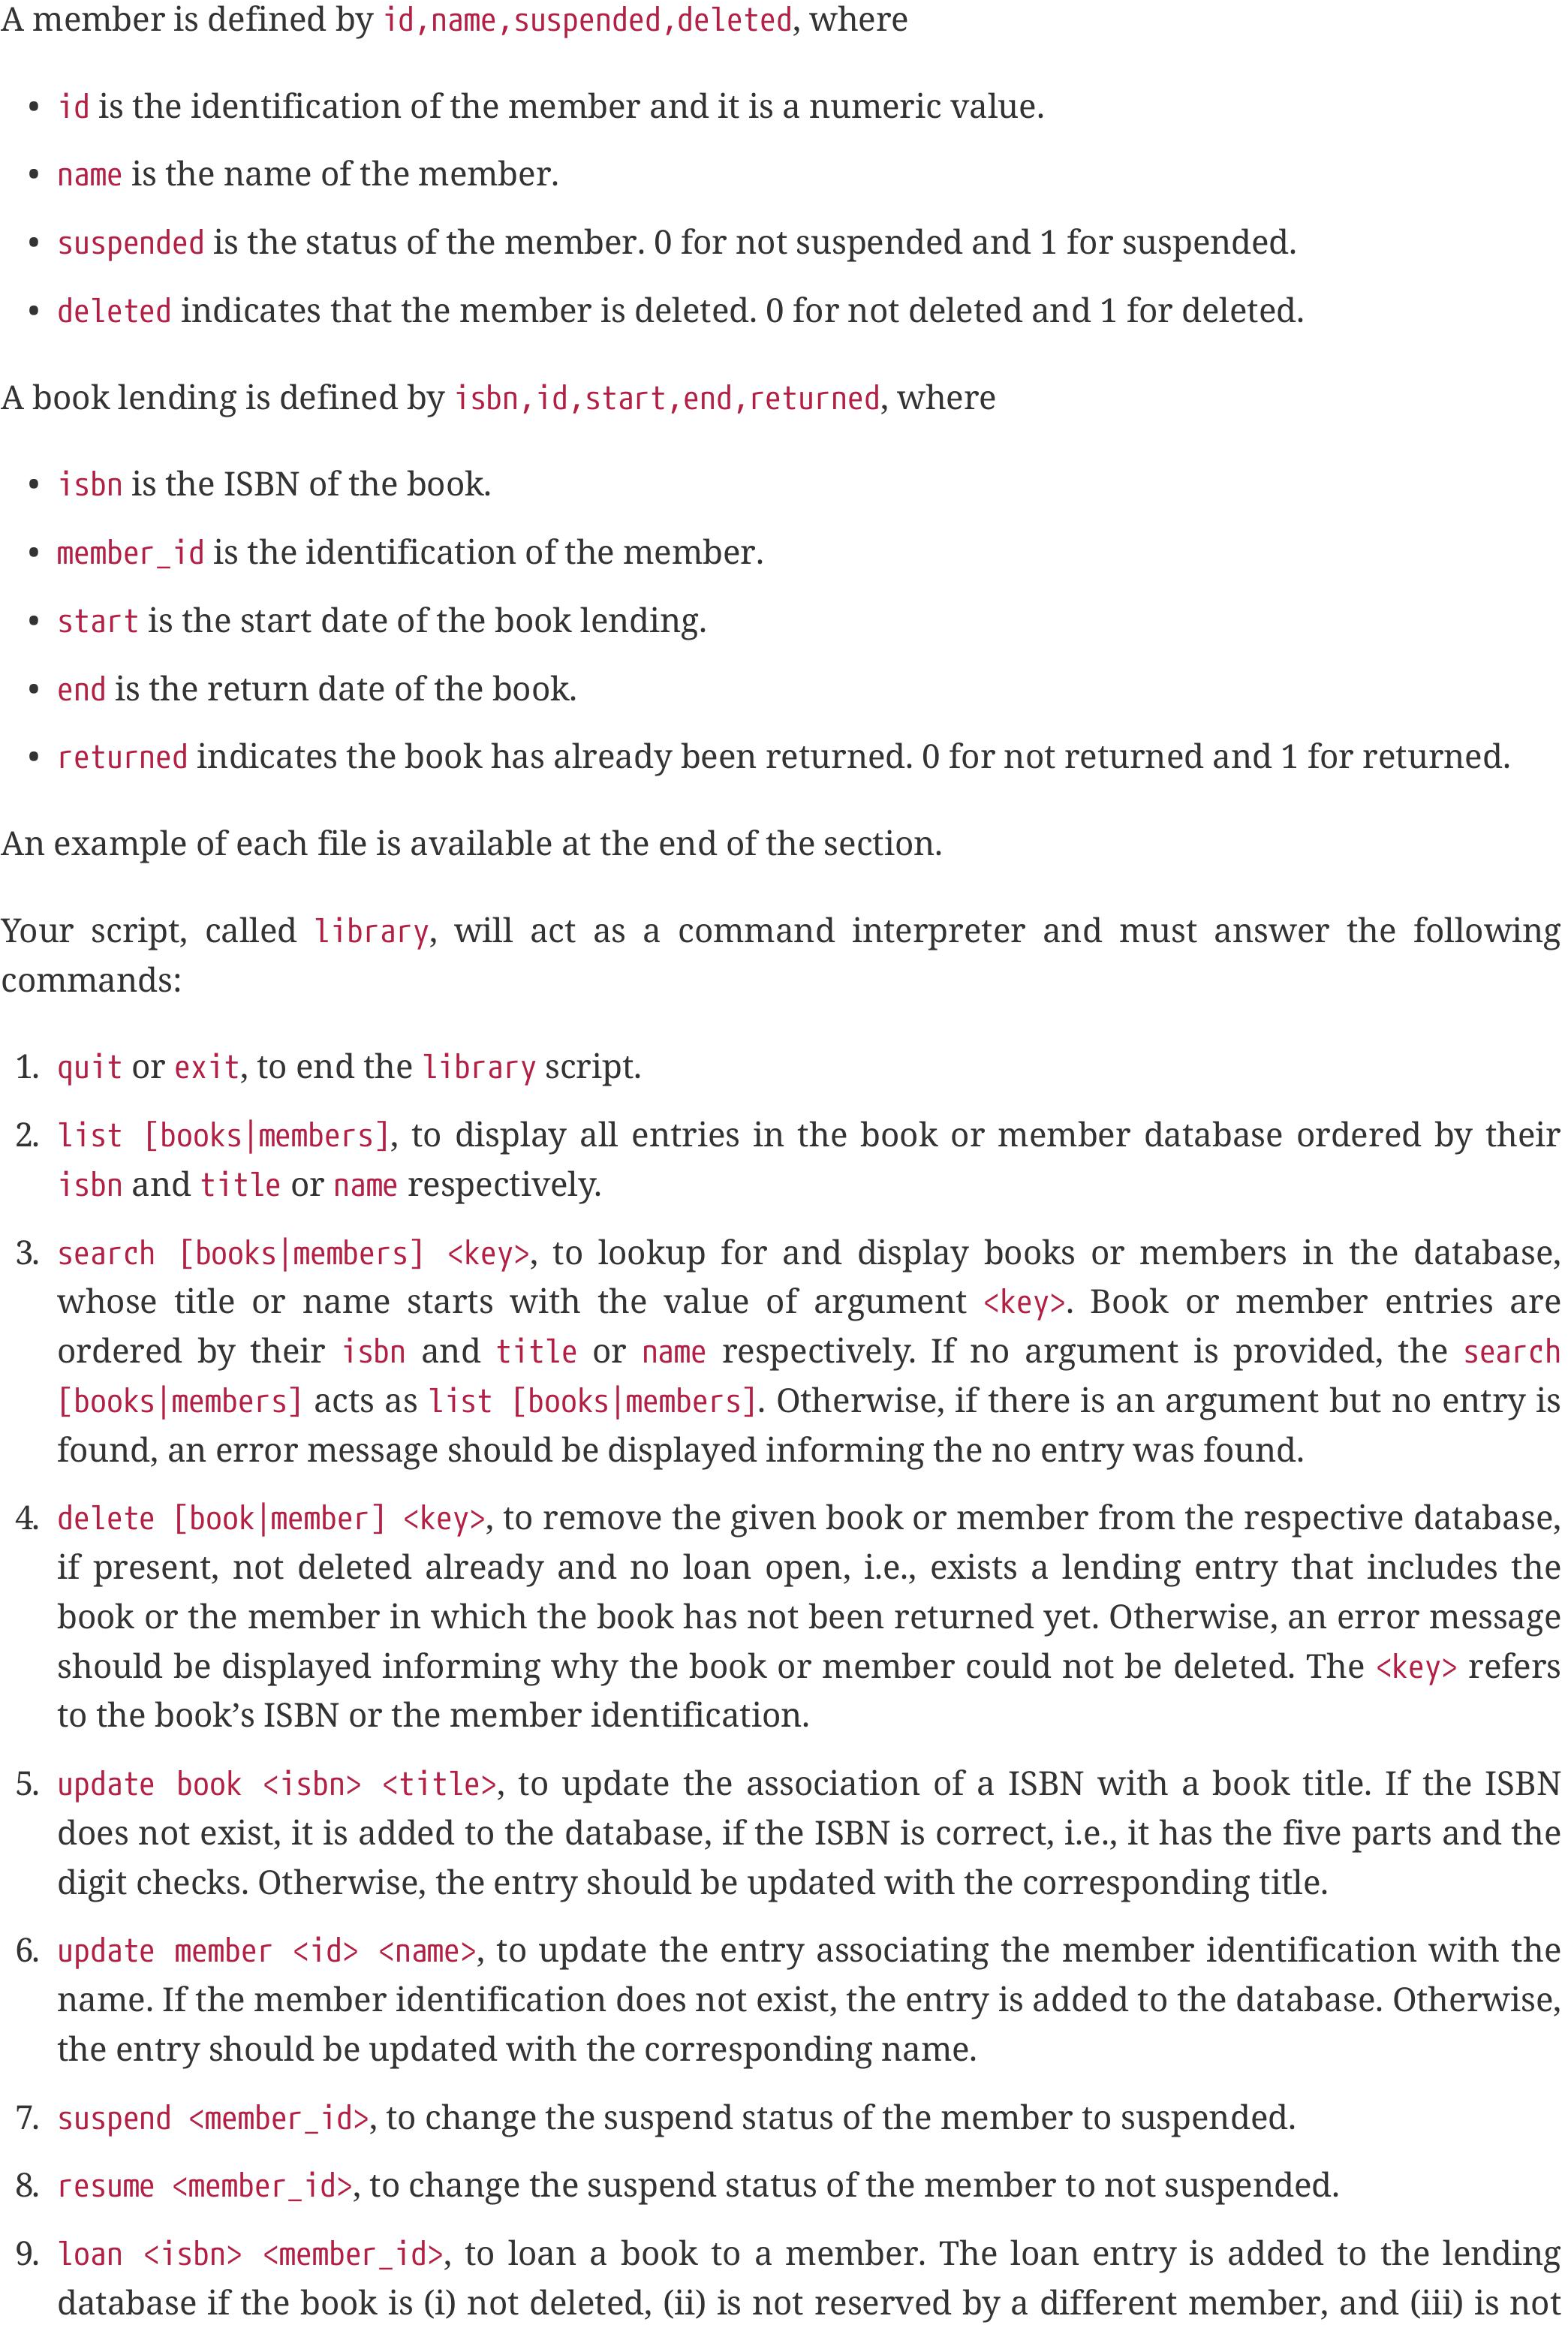 A member is defined by id,name,suspended,deleted, where
• id is the identification of the member and it is a numeric value.
• name is the name of the member.
• suspended is the status of the member. 0 for not suspended and 1 for suspended.
• deleted indicates that the member is deleted. 0 for not deleted and 1 for deleted.
A book lending is defined by isbn,id,start,end,returned, where
• isbn is the ISBN of the book.
• member_id is the identification of the member.
• start is the start date of the book lending.
• end is the return date of the book.
• returned indicates the book has already been returned. 0 for not returned and 1 for returned.
An example of each file is available at the end of the section.
Your script, called library, will act as a command interpreter and must answer the following
commands:
1. quit or exit, to end the library script.
2. list [books|members], to display all entries in the book or member database ordered by their
isbn and title or name respectively.
3. search [books|members] <key>, to lookup for and display books or members in the database,
whose title or name starts with the value of argument <key>. Book or member entries are
ordered by their isbn and title or name respectively. If no argument is provided, the search
[books|members] acts as list [books|members]. Otherwise, if there is an argument but no entry is
found, an error message should be displayed informing the no entry was found.
4. delete [book|member] <key>, to remove the given book or member from the respective database,
if present, not deleted already and no loan open, i.e., exists a lending entry that includes the
book or the member in which the book has not been returned yet. Otherwise, an error message
should be displayed informing why the book or member could not be deleted. The <key> refers
to the book’s ISBN or the member identification.
5. update book <isbn> <title>, to update the association of a ISBN with a book title. If the ISBN
does not exist, it is added to the database, if the ISBN is correct, i.e., it has the five parts and the
digit checks. Otherwise, the entry should be updated with the corresponding title.
6. update member <id> <name>, to update the entry associating the member identification with the
name. If the member identification does not exist, the entry is added to the database. Otherwise,
the entry should be updated with the corresponding name.
7. suspend <member_id>, to change the suspend status of the member to suspended.
8. resume <member_id>, to change the suspend status of the member to not suspended.
9. loan <isbn> <member_id>, to loan a book to a member. The loan entry is added to the lending
database if the book is (i) not deleted, (ii) is not reserved by a different member, and (iii) is not